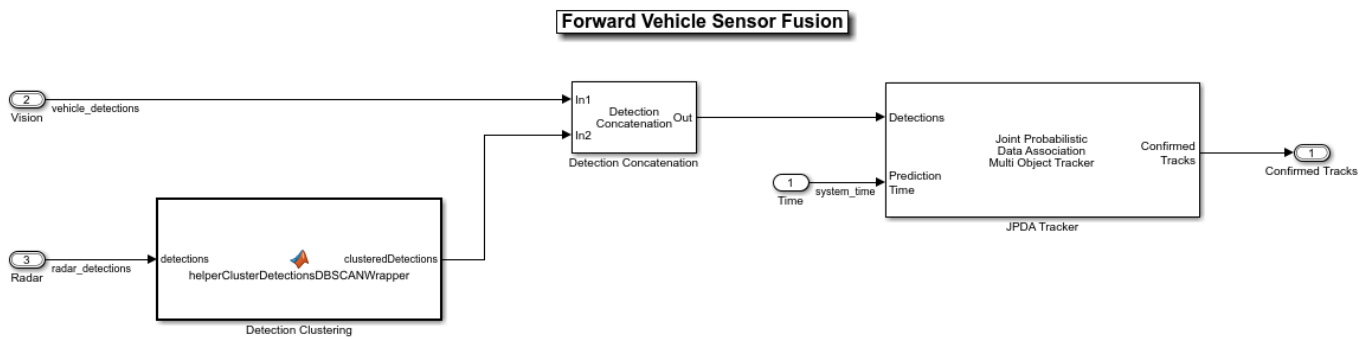 Forward Vehicle Sensor Fusion
2
vehicle_detections
Vision
In1
In2
Detection
Concatenation
Out
Detection Concatenation
Detections
Prediction
Time
Joint Probabilistic
Data Association
Multi Object Tracker
Confirmed
Tracks
JPDA Tracker
1
Confirmed Tracks
1
system_time
Time
3
radar_detections
Radar
detections
clusteredDetections
helperClusterDetectionsDBSCANWrapper
Detection Clustering